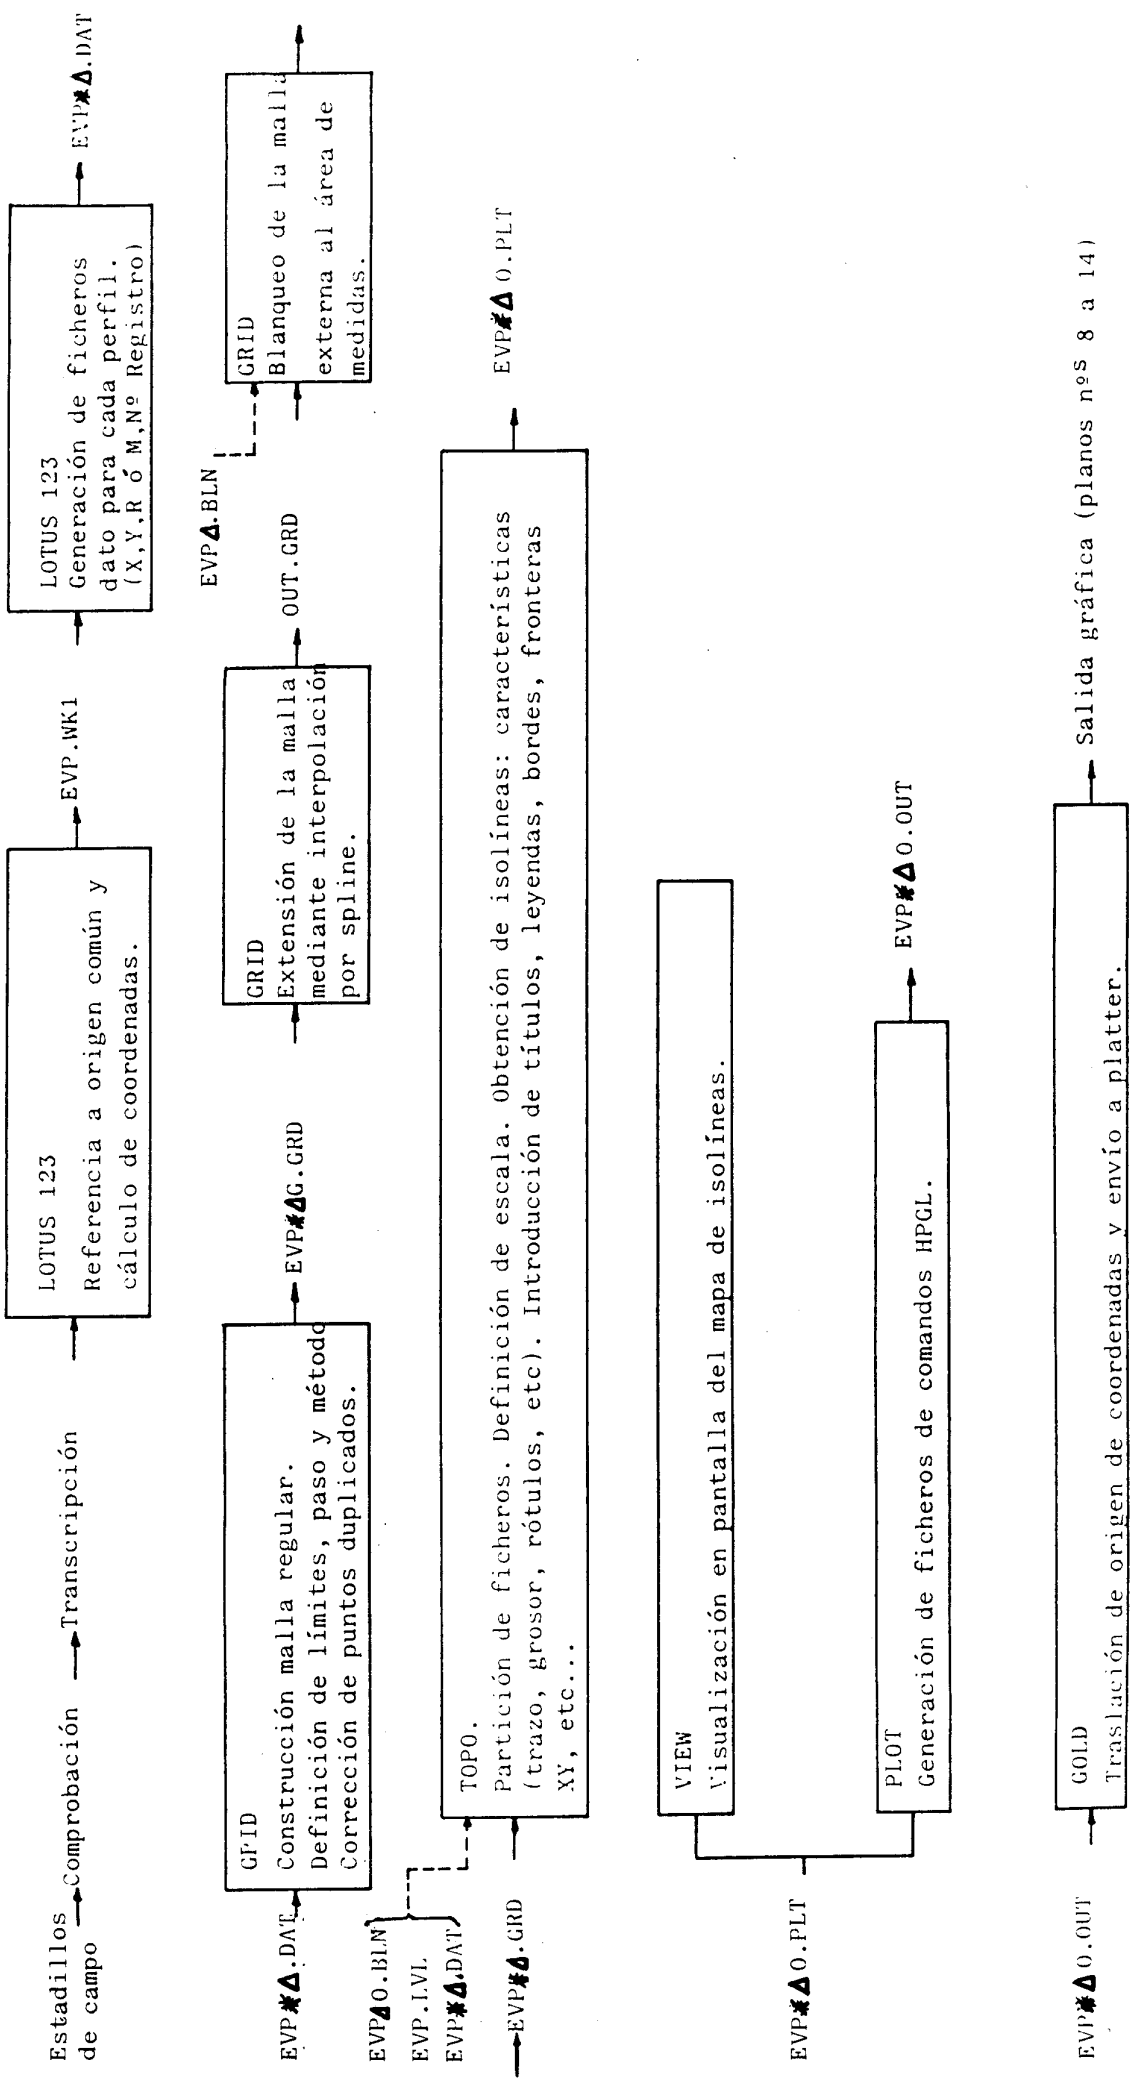 Estadillos
de campo
Comprobación
Transcripción
LOTUS 123
Referencia a origen común y
cálculo de coordenadas.
EVP.WK1
LOTUS 123
Generación de ficheros
dato para cada perfil.
(X,Y,R ó M,Nº Registro)
EVP*Δ.DAT
EVP*Δ.DAT
GRID
Construcción malla regular.
Definición de límites, paso y método
Corrección de puntos duplicados.
EVP*ΔG.GRD
GRID
Extensión de la malla
mediante interpolación
por spline.
OUT.GRD
EVPΔ.BLN
GRID
Blanqueo de la malla
externa al área de
medidas.
EVPΔO.BLN
EVP.LVL
EVP*Δ.DAT
EVP*Δ.GRD
TOPO.
Partición de ficheros. Definición de escala. Obtención de isolíneas: características
(trazo, grosor, rótulos, etc). Introducción de títulos, leyendas, bordes, fronteras
XY, etc...
EVP*ΔO.PLT
EVP*ΔO.PLT
VIEW
Visualización en pantalla del mapa de isolíneas.
PLOT
Generación de ficheros de comandos HPGL.
EVP*ΔO.OUT
EVP*ΔO.OUT
GOLD
Traslación de origen de coordenadas y envío a platter.
Salida gráfica (planos nºs 8 a 14)